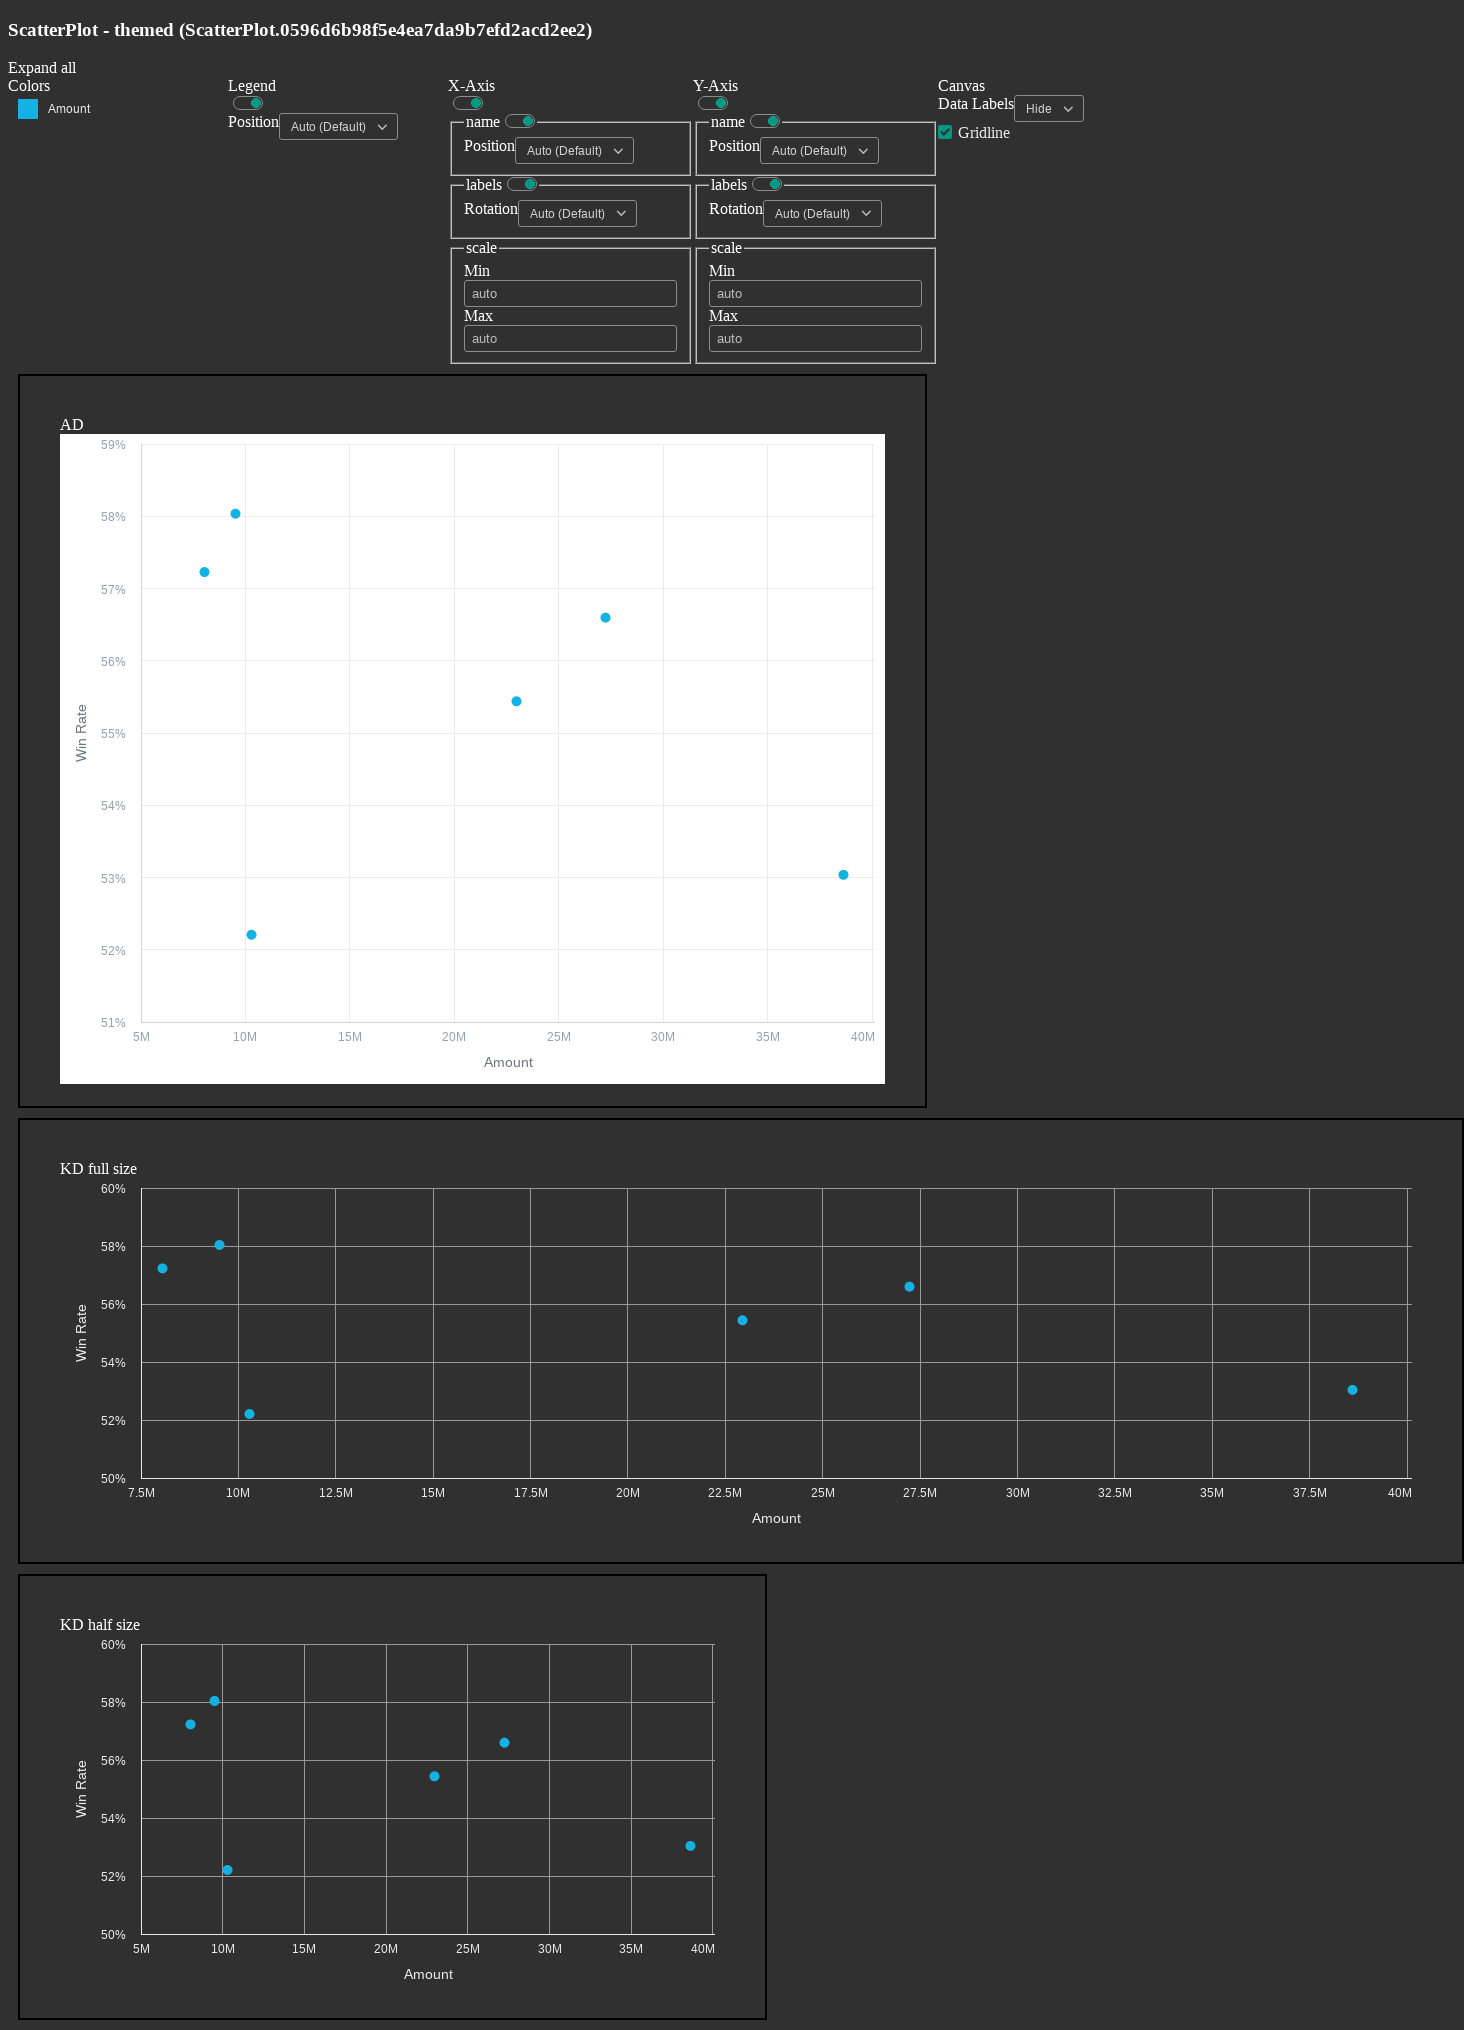 ScatterPlot - themed (ScatterPlot.0596d6b98f5e4ea7da9b7efd2acd2ee2)
Expand all
Colors
Amount
Legend
Position Auto (Default)
X-Axis
name
Position Auto (Default)
labels
Rotation Auto (Default)
scale
Min
auto
Max
auto
Y-Axis
name
Position Auto (Default)
labels
Rotation Auto (Default)
scale
Min
auto
Max
auto
Canvas
Data Labels Hide
Gridline
AD
59%
58%
57%
56%
55%
54%
53%
52%
51%
Win Rate
5M 10M 15M 20M 25M 30M 35M 40M
Amount
KD full size
60%
58%
56%
54%
52%
50%
Win Rate
7.5M 10M 12.5M 15M 17.5M 20M 22.5M 25M 27.5M 30M 32.5M 35M 37.5M 40M
Amount
KD half size
60%
58%
56%
54%
52%
50%
Win Rate
5M 10M 15M 20M 25M 30M 35M 40M
Amount